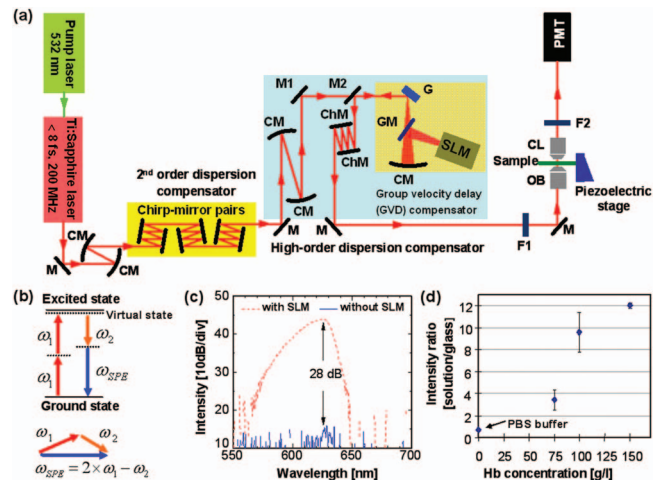 (a)
Pump laser
532 nm
Ti:Sapphire laser
< 8 fs, 200 MHz
CM
M
CM
2nd order dispersion
compensator
Chirp-mirror pairs
M
M1
M2
CM
CM
ChM
ChM
G
GM
SLM
CM
Group velocity delay
(GVD) compensator
M
High-order dispersion compensator
F1
M
PMT
F2
CL
Sample
OB
Piezoelectric
stage
(b)
Excited state
Virtual state
ω1
ω2
ω1
ωSPE
Ground state
ω1
ω2
ωSPE = 2×ω1 − ω2
(c)
with SLM
without SLM
Intensity [10dB/div]
50
40
30
20
10
28 dB
550
600
650
700
Wavelength [nm]
(d)
Intensity ratio
[solution/glass]
12
10
8
6
4
2
0
PBS buffer
0
25
50
75
100
125
150
Hb concentration [g/l]